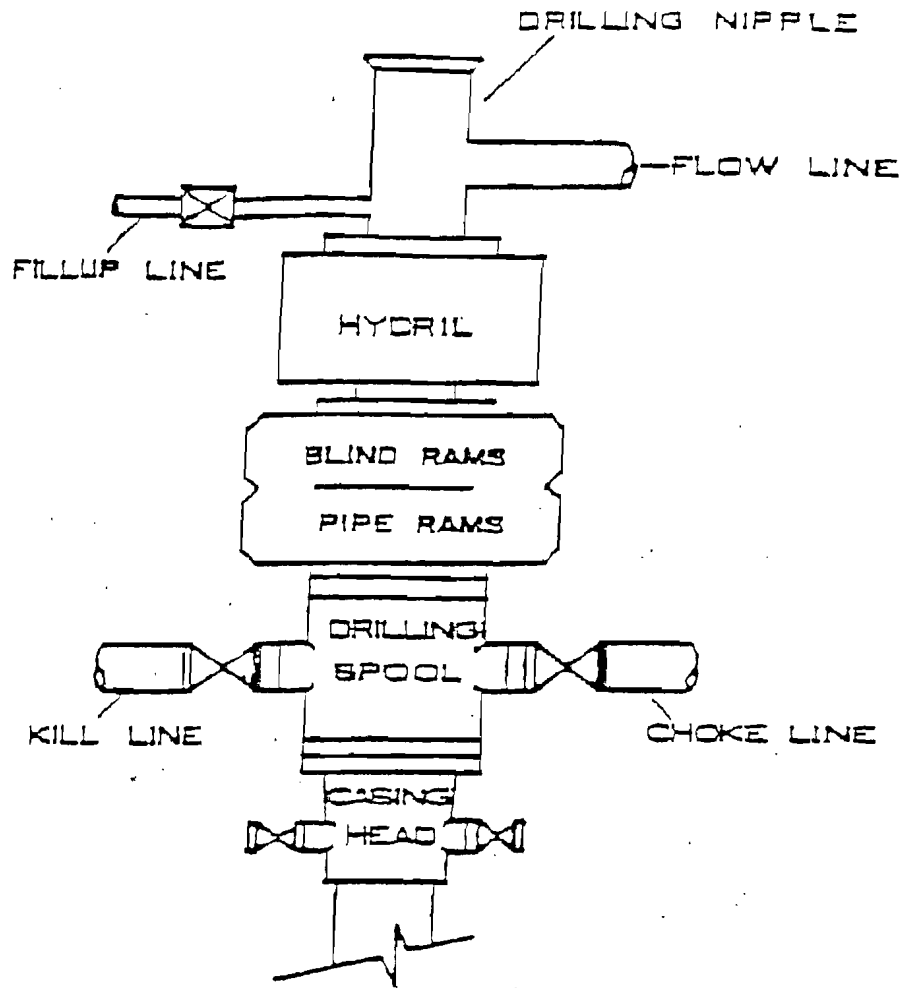 DRILLING NIPPLE
FLOW LINE
FILLUP LINE
HYDRIL
BLIND RAMS
PIPE RAMS
DRILLING
SPOOL
KILL LINE
CHOKE LINE
CASING
HEAD